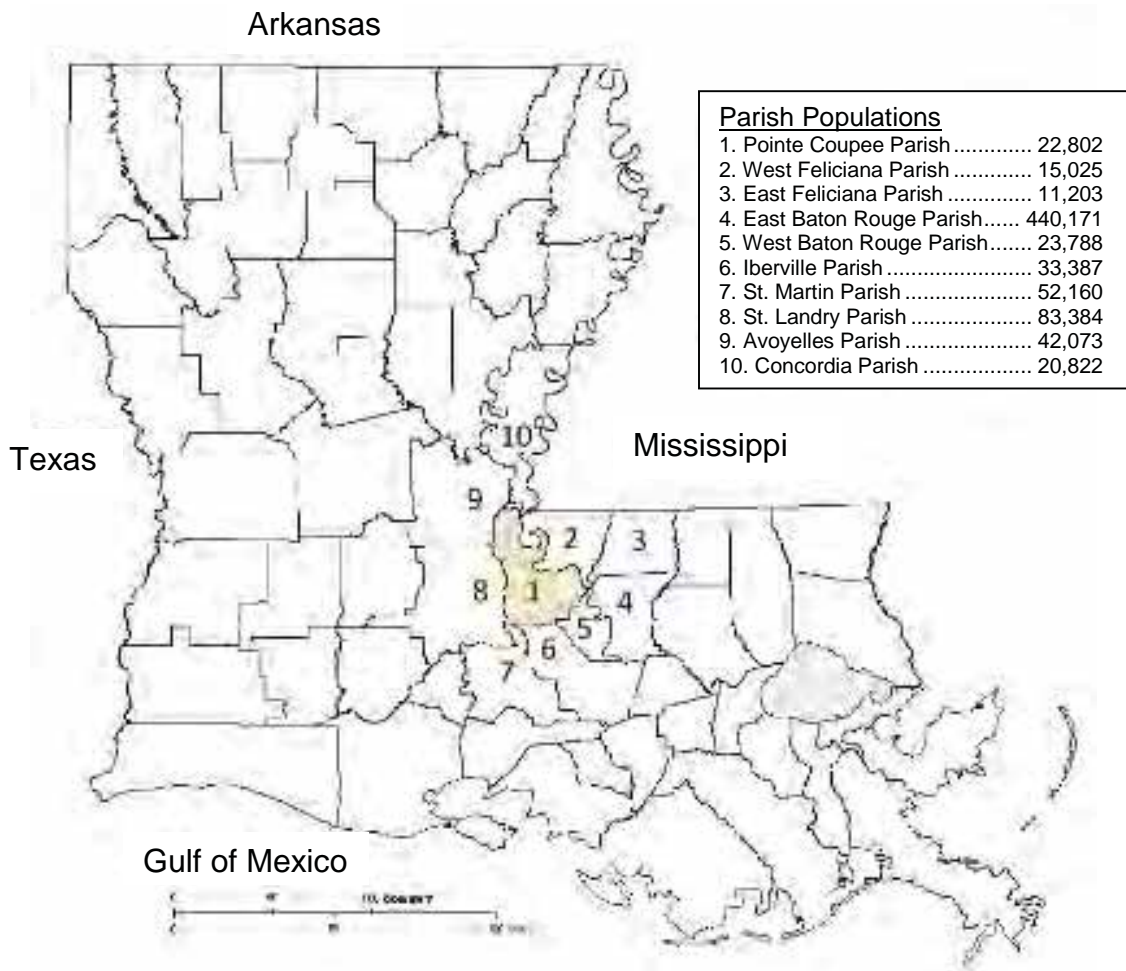 Arkansas
Parish Populations
1. Pointe Coupee Parish ............. 22,802
2. West Feliciana Parish ............. 15,025
3. East Feliciana Parish .............. 11,203
4. East Baton Rouge Parish...... 440,171
5. West Baton Rouge Parish....... 23,788
6. Iberville Parish ........................ 33,387
7. St. Martin Parish ..................... 52,160
8. St. Landry Parish .................... 83,384
9. Avoyelles Parish ..................... 42,073
10. Concordia Parish .................. 20,822
10
Texas
Mississippi
9
2
3
8
1
4
5
6
7
Gulf of Mexico